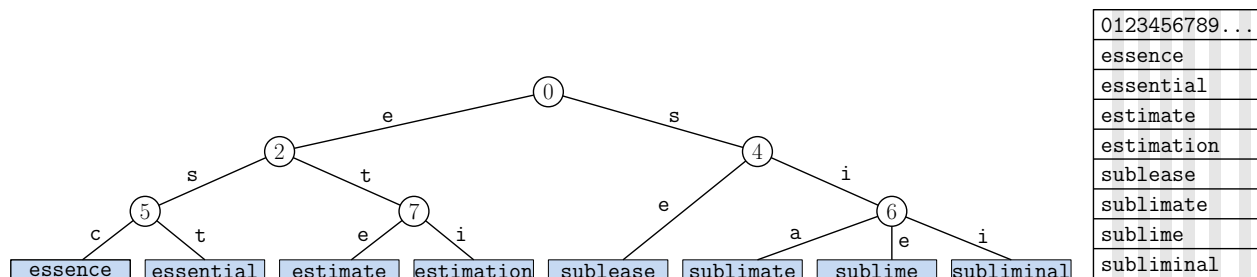 0
e
s
2
4
s
t
i
5
7
e
6
c
t
e
i
a
e
i
essence
essential
estimate
estimation
sublease
sublimate
sublime
subliminal
0123456789...
essence
essential
estimate
estimation
sublease
sublimate
sublime
subliminal